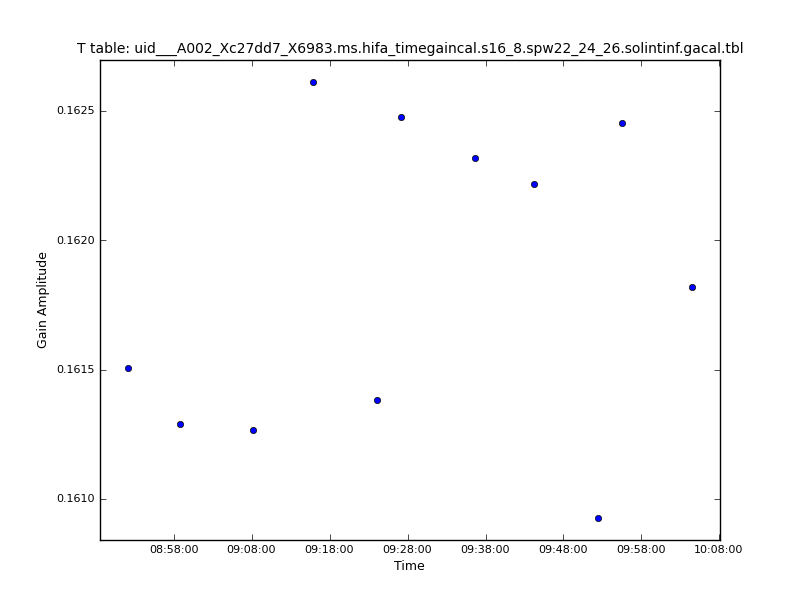 T table: uid___A002_Xc27dd7_X6983.ms.hifa_timegaincal.s16_8.spw22_24_26.solintinf.gacal.tbl
0.1625
0.1620
0.1615
0.1610
Gain Amplitude
08:58:00 09:08:00 09:18:00 09:28:00 09:38:00 09:48:00 09:58:00 10:08:00
Time